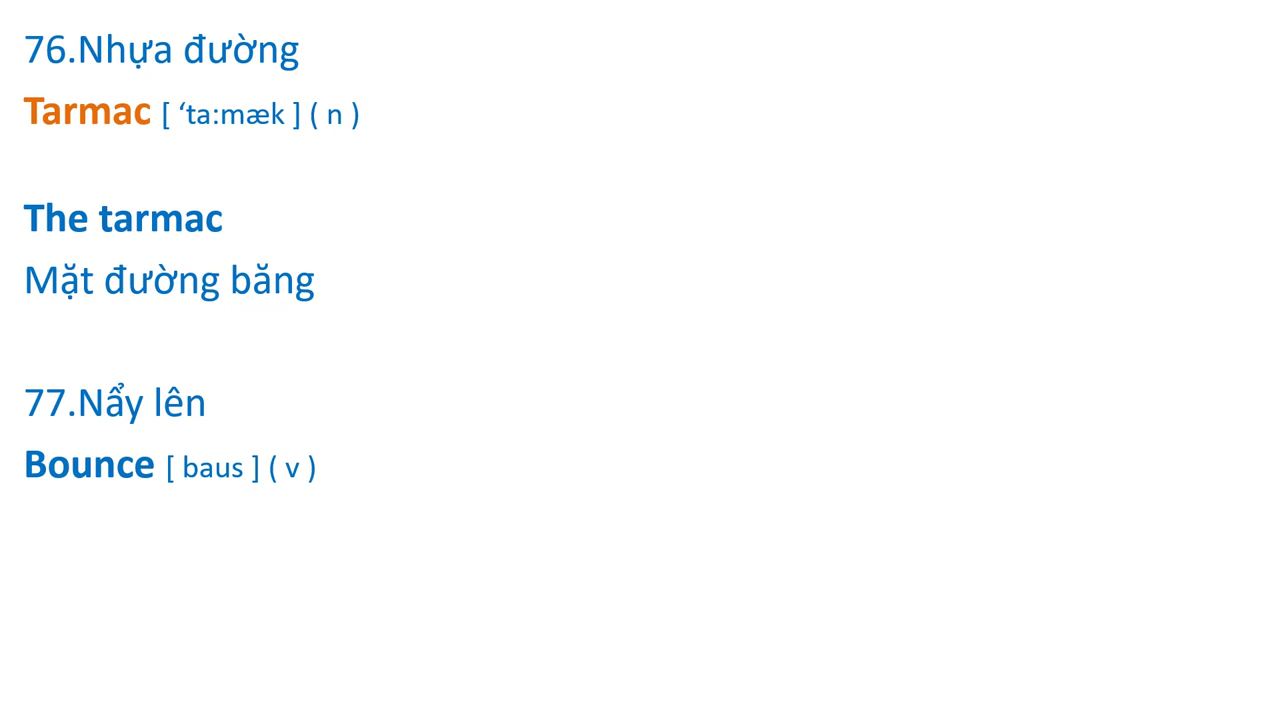 76.Nhựa đường
Tarmac [ ‘ta:mæk ] ( n )
The tarmac
Mặt đường băng
77.Nẩy lên
Bounce [ baus ] ( v )